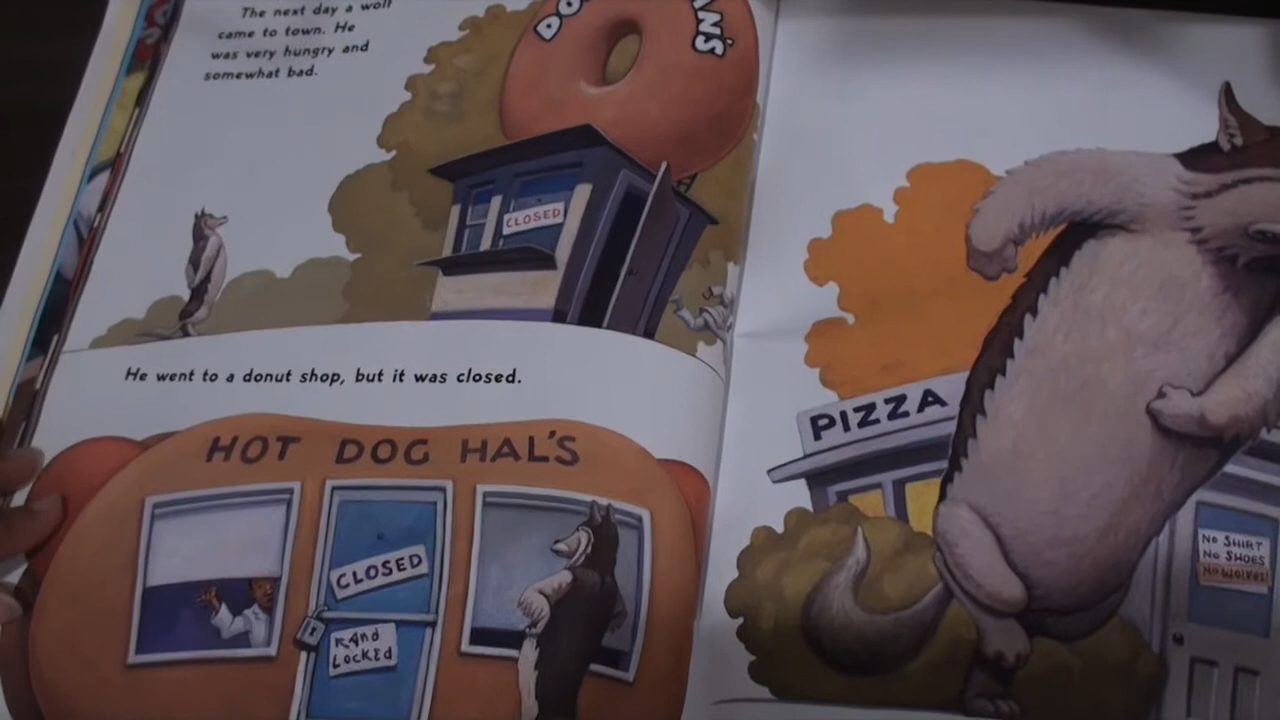 The next day a wolf
came to town. He
was very hungry and
somewhat bad.
AN'S
CLOSED
He went to a donut shop, but it was closed.
HOT DOG HAL'S
CLOSED
AND
LOCKED
PIZZA
NO SHIRT
NO SHOES
NO WOLVES!